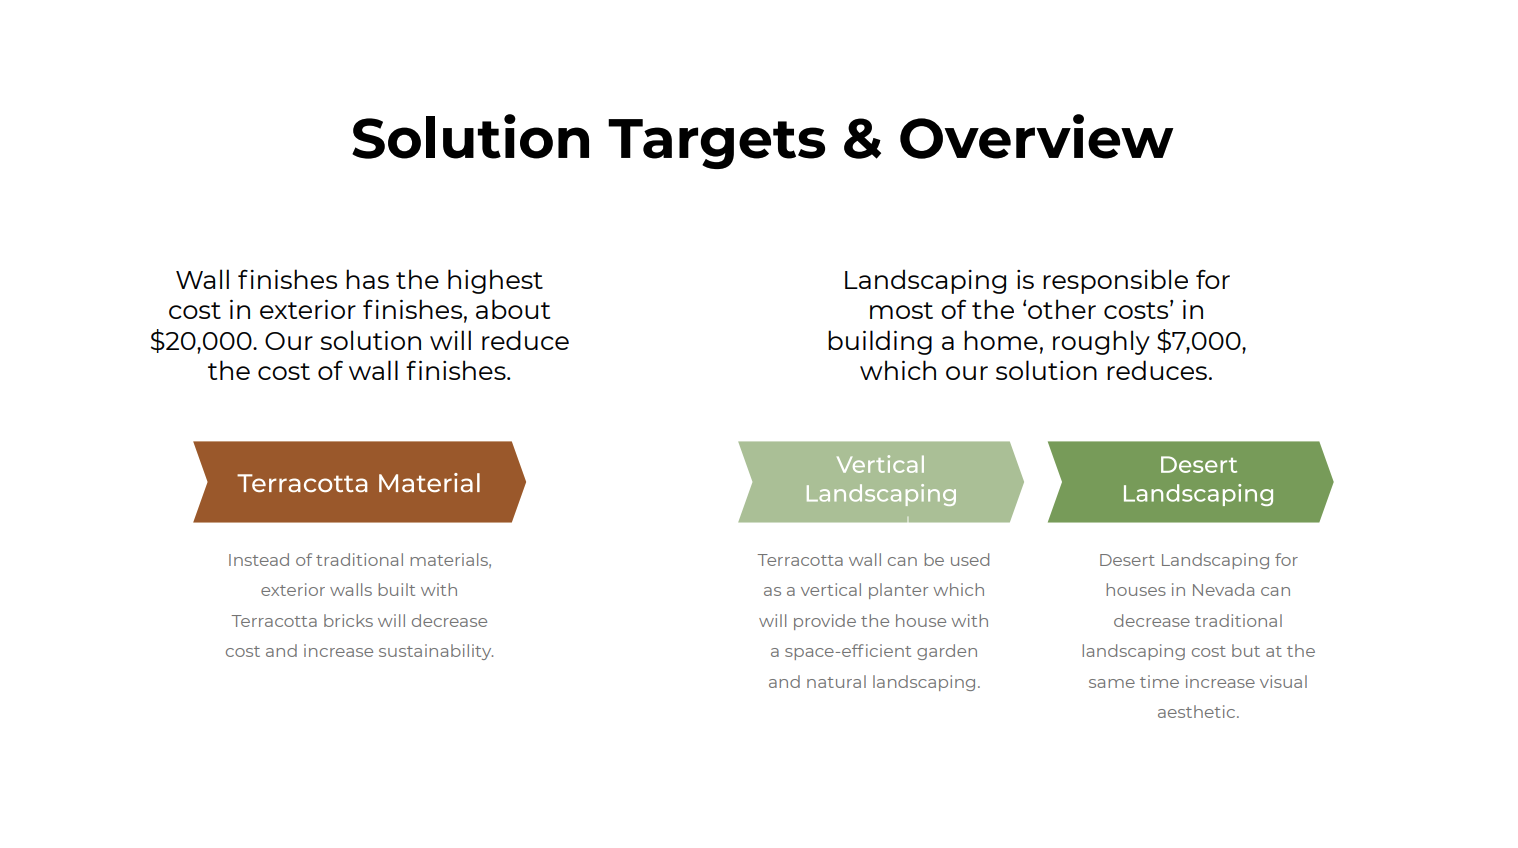 Solution Targets & Overview
Wall finishes has the highest
cost in exterior finishes, about
$20,000. Our solution will reduce
the cost of wall finishes.
Landscaping is responsible for
most of the ‘other costs’ in
building a home, roughly $7,000,
which our solution reduces.
Terracotta Material
Instead of traditional materials,
exterior walls built with
Terracotta bricks will decrease
cost and increase sustainability.
Vertical
Landscaping
Terracotta wall can be used
as a vertical planter which
will provide the house with
a space-efficient garden
and natural landscaping.
Desert
Landscaping
Desert Landscaping for
houses in Nevada can
decrease traditional
landscaping cost but at the
same time increase visual
aesthetic.